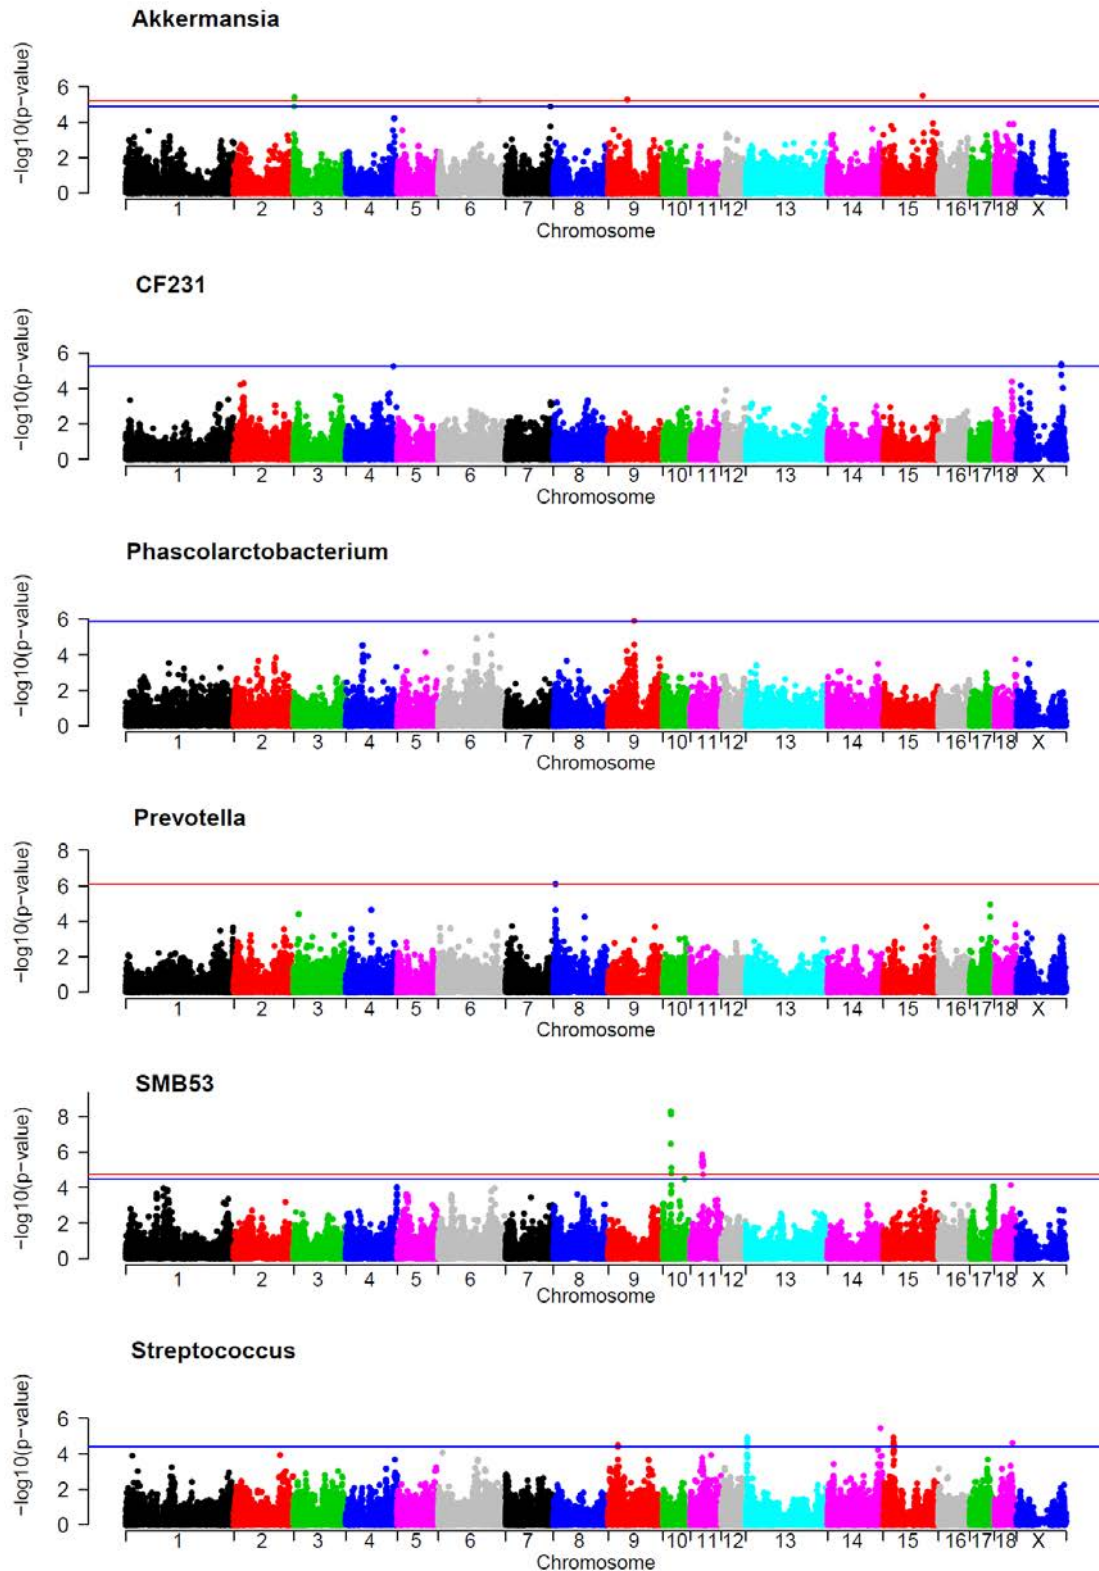 Akkermansia
−log10(p−value)
6
4
2
0
1 2 3 4 5 6 7 8 9 10 11 12 13 14 15 16 17 18 X
Chromosome
CF231
−log10(p−value)
6
4
2
0
1 2 3 4 5 6 7 8 9 10 11 12 13 14 15 16 17 18 X
Chromosome
Phascolarctobacterium
−log10(p−value)
6
4
2
0
1 2 3 4 5 6 7 8 9 10 11 12 13 14 15 16 17 18 X
Chromosome
Prevotella
−log10(p−value)
8
6
4
2
0
1 2 3 4 5 6 7 8 9 10 11 12 13 14 15 16 17 18 X
Chromosome
SMB53
−log10(p−value)
8
6
4
2
0
1 2 3 4 5 6 7 8 9 10 11 12 13 14 15 16 17 18 X
Chromosome
Streptococcus
−log10(p−value)
6
4
2
0
1 2 3 4 5 6 7 8 9 10 11 12 13 14 15 16 17 18 X
Chromosome